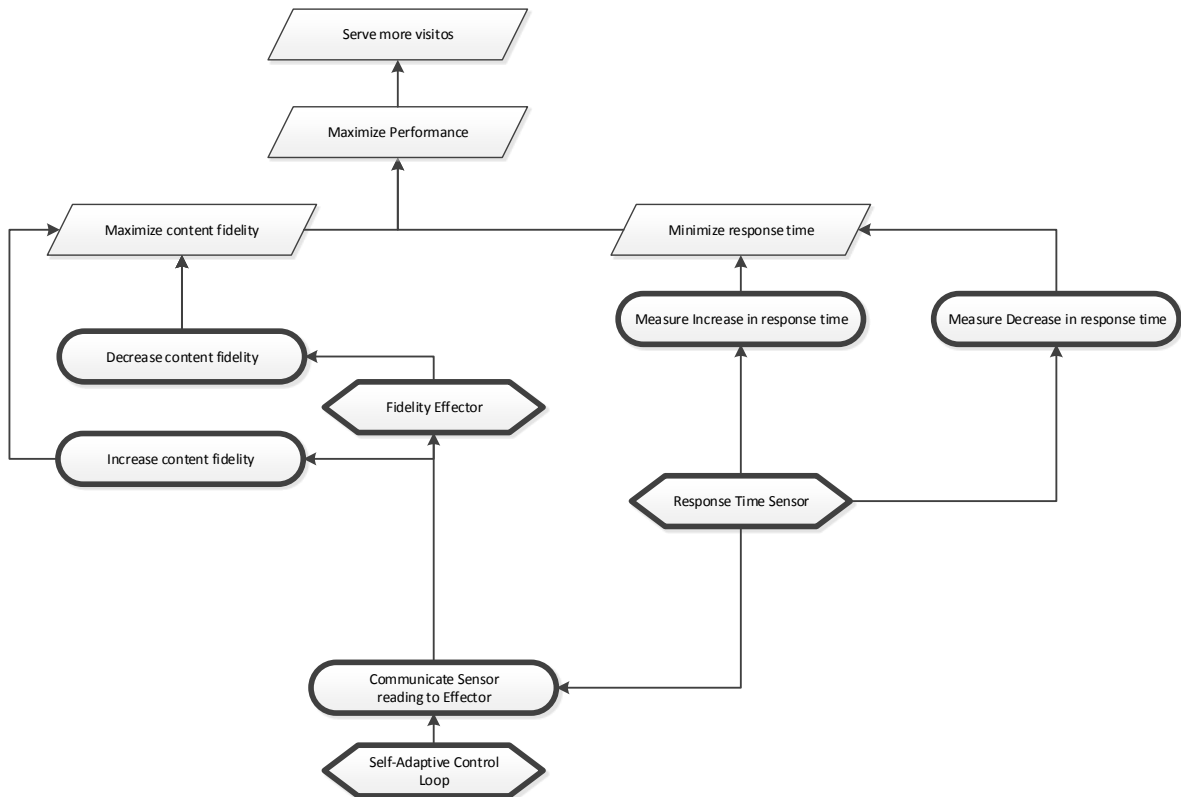 Serve more visitos
Maximize Performance
Maximize content fidelity
Minimize response time
Measure Increase in response time
Measure Decrease in response time
Decrease content fidelity
Fidelity Effector
Increase content fidelity
Response Time Sensor
Communicate Sensor
reading to Effector
Self-Adaptive Control
Loop